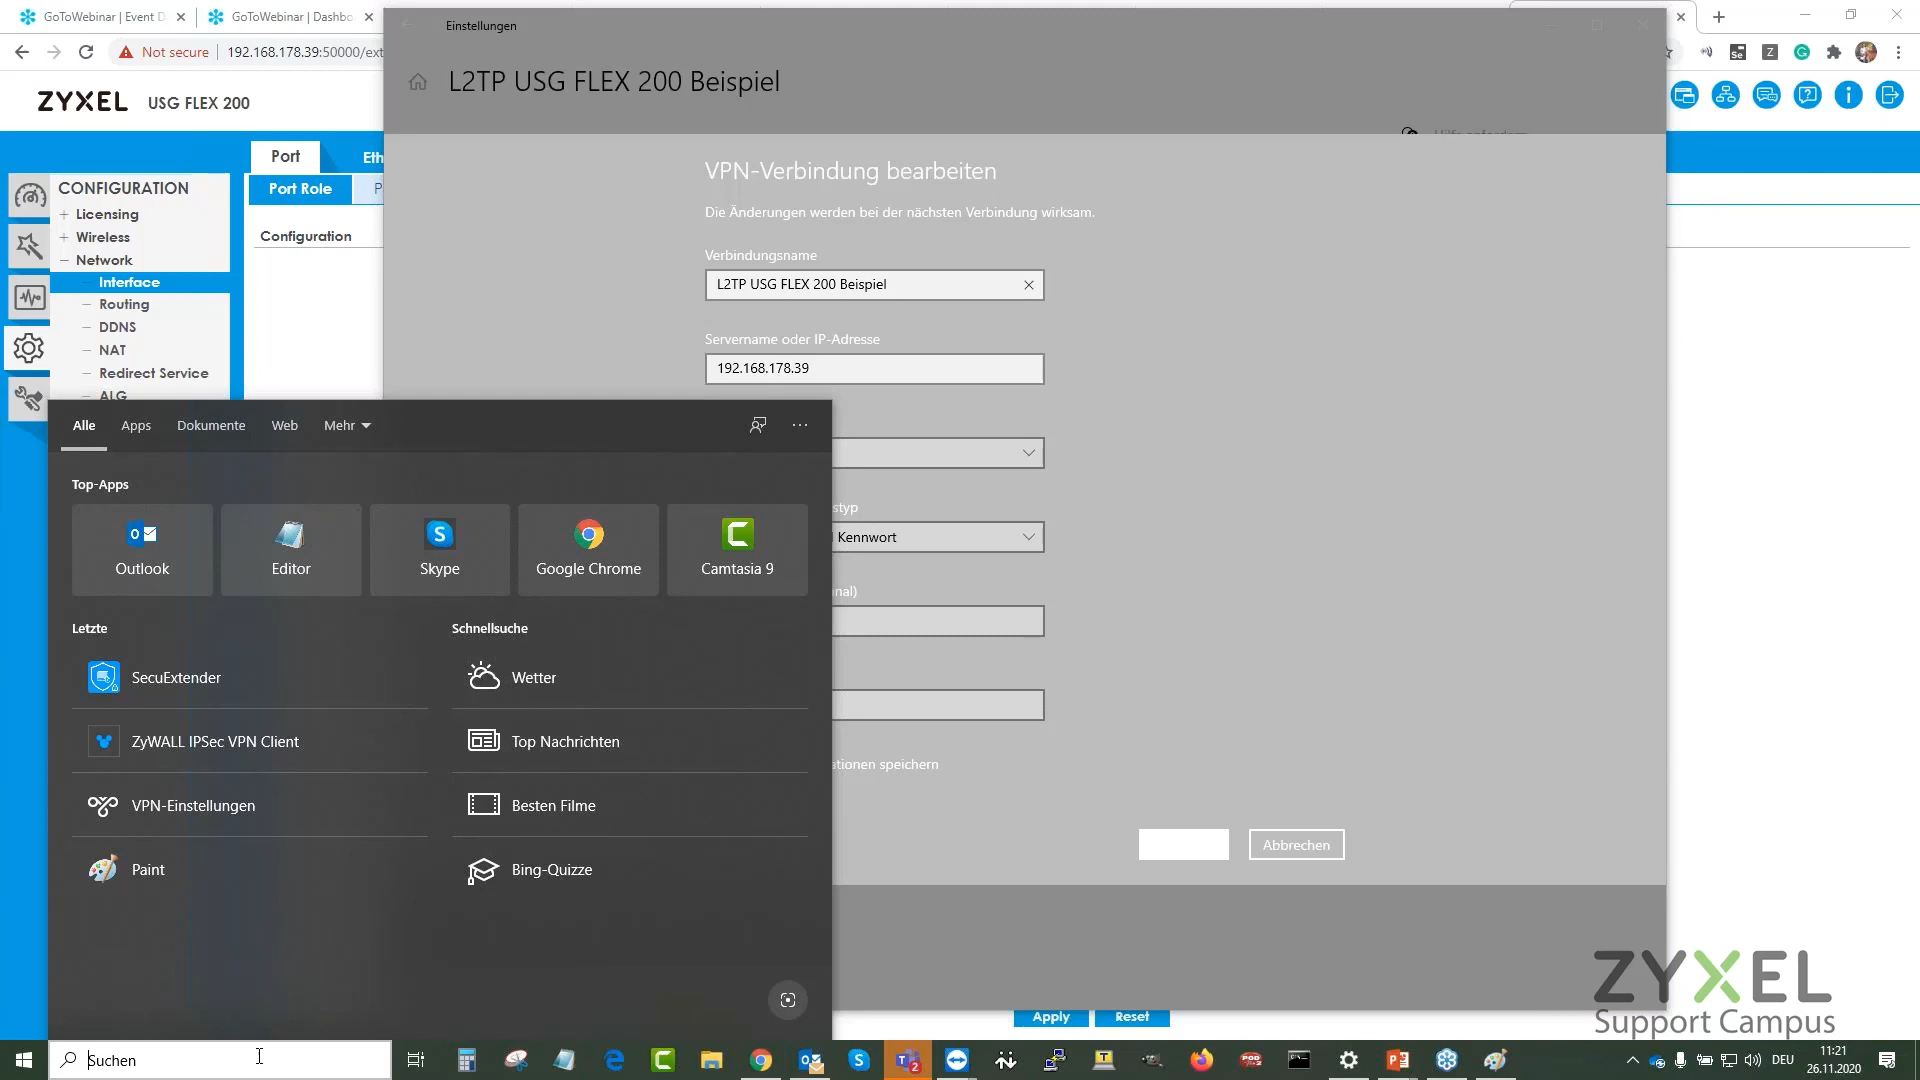 GoToWebinar | Event D
GoToWebinar | Dashbo
Not secure
192.168.178.39:50000/ext
ZYXEL USG FLEX 200
Port
Eth
Port Role
P
Configuration
CONFIGURATION
Licensing
Wireless
Network
Interface
Routing
DDNS
NAT
Redirect Service
ALG
Einstellungen
L2TP USG FLEX 200 Beispiel
VPN-Verbindung bearbeiten
Die Änderungen werden bei der nächsten Verbindung wirksam.
Verbindungsname
L2TP USG FLEX 200 Beispiel
Servername oder IP-Adresse
192.168.178.39
styp
Kennwort
nal)
ationen speichern
Abbrechen
Alle
Apps
Dokumente
Web
Mehr
Top-Apps
Outlook
Editor
Skype
Google Chrome
Camtasia 9
Letzte
SecuExtender
ZyWALL IPSec VPN Client
VPN-Einstellungen
Paint
Schnellsuche
Wetter
Top Nachrichten
Besten Filme
Bing-Quizze
Apply
Reset
ZYXEL
Support Campus
Suchen
DEU
11:21
26.11.2020